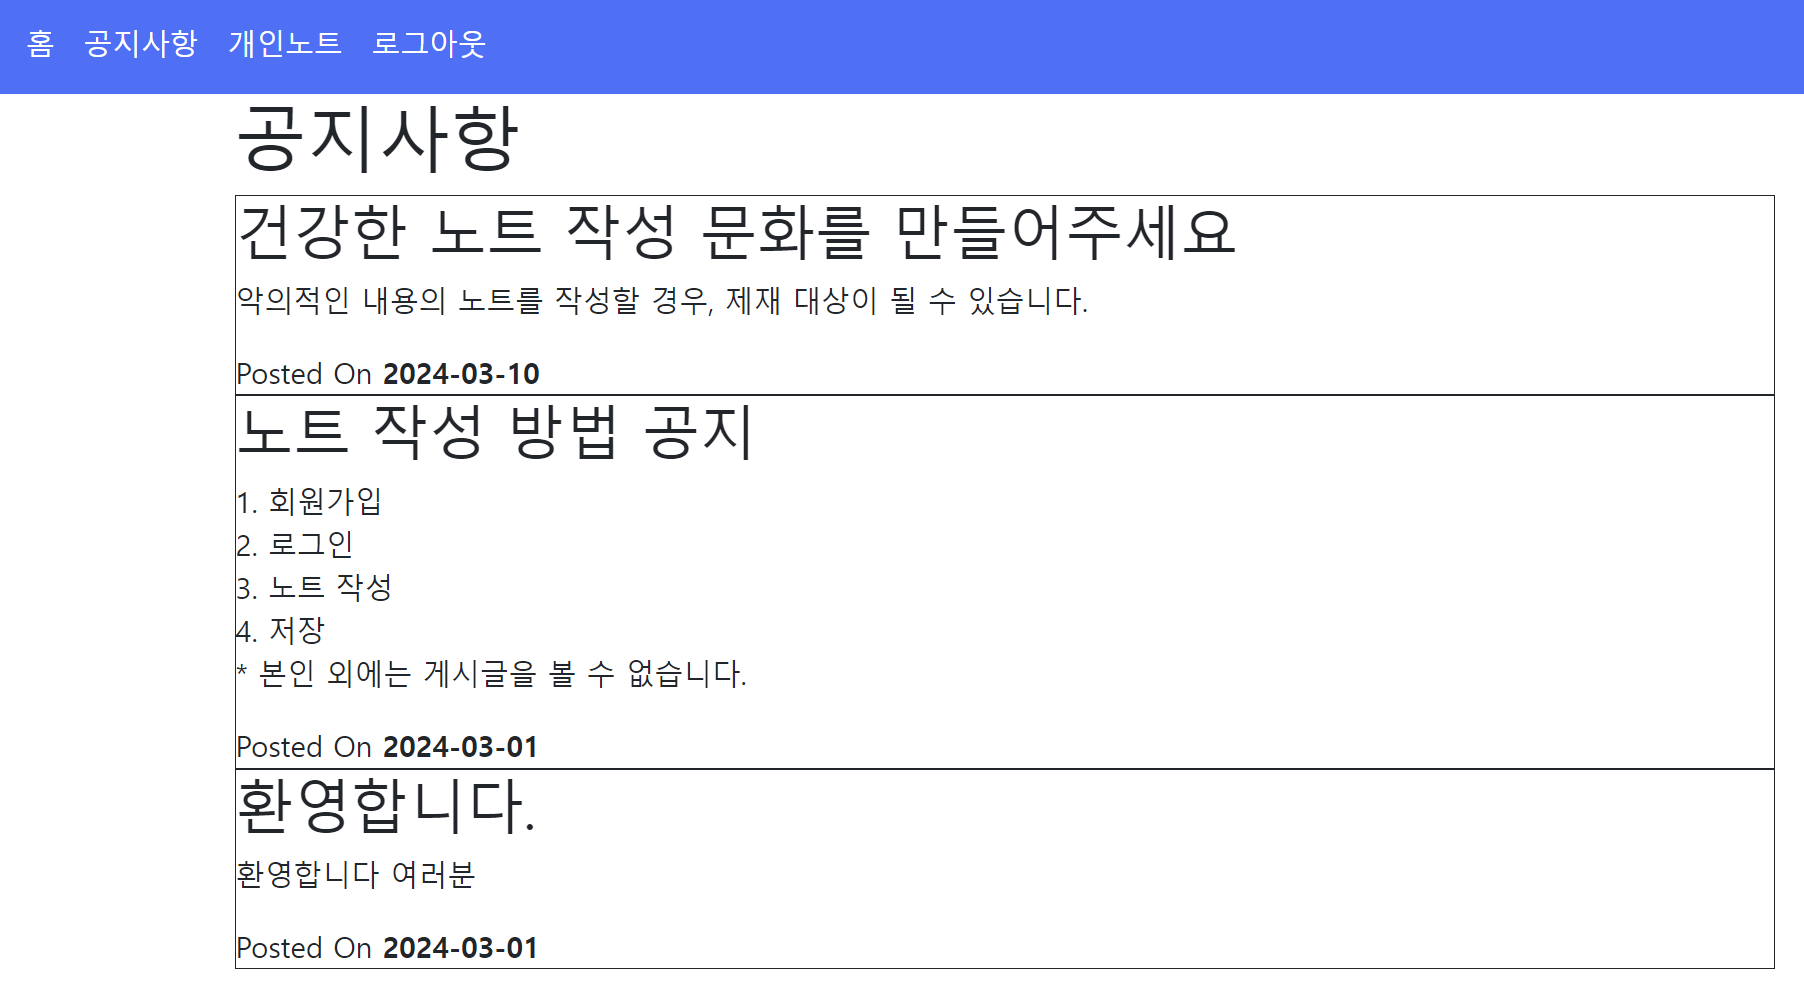 홈 공지사항 개인노트 로그아웃
공지사항
건강한 노트 작성 문화를 만들어주세요
악의적인 내용의 노트를 작성할 경우, 제재 대상이 될 수 있습니다.
Posted On 2024-03-10
노트 작성 방법 공지
1. 회원가입
2. 로그인
3. 노트 작성
4. 저장
* 본인 외에는 게시글을 볼 수 없습니다.
Posted On 2024-03-01
환영합니다.
환영합니다 여러분
Posted On 2024-03-01